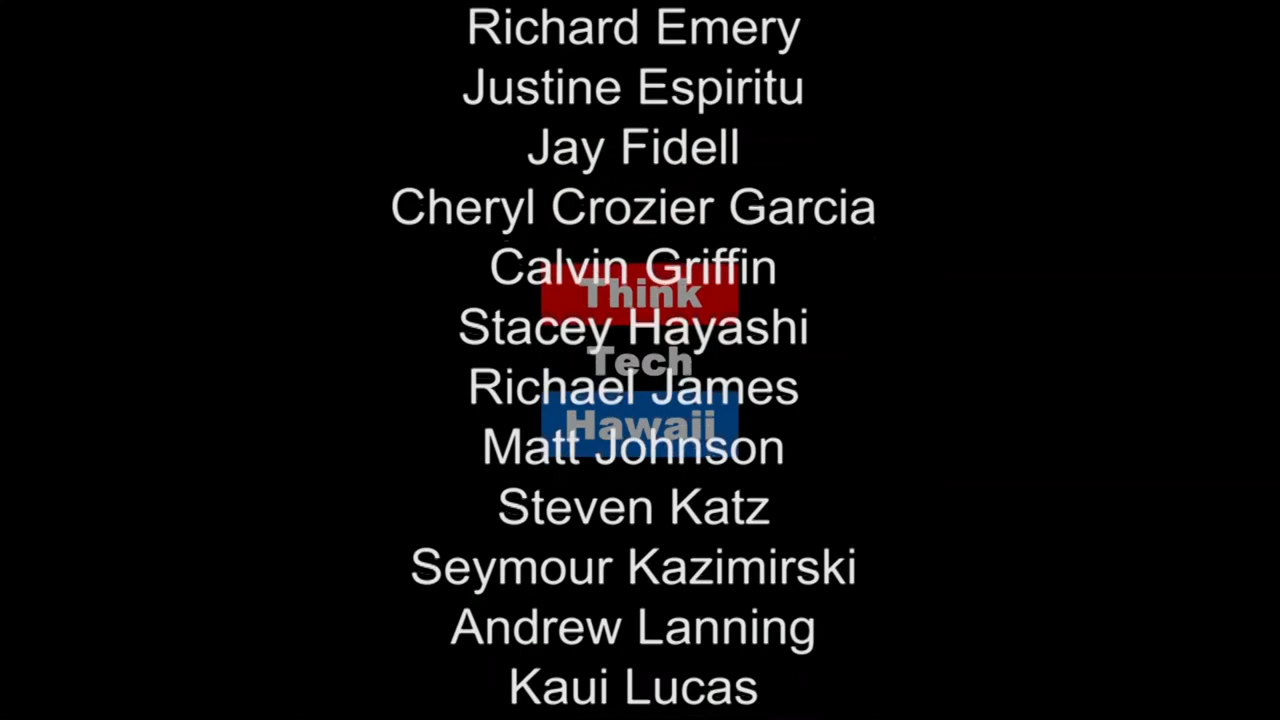 Richard Emery
Justine Espiritu
Jay Fidell
Cheryl Crozier Garcia
Calvin Griffin
Think
Stacey Hayashi
Tech
Richael James
Hawaii
Matt Johnson
Steven Katz
Seymour Kazimirski
Andrew Lanning
Kaui Lucas